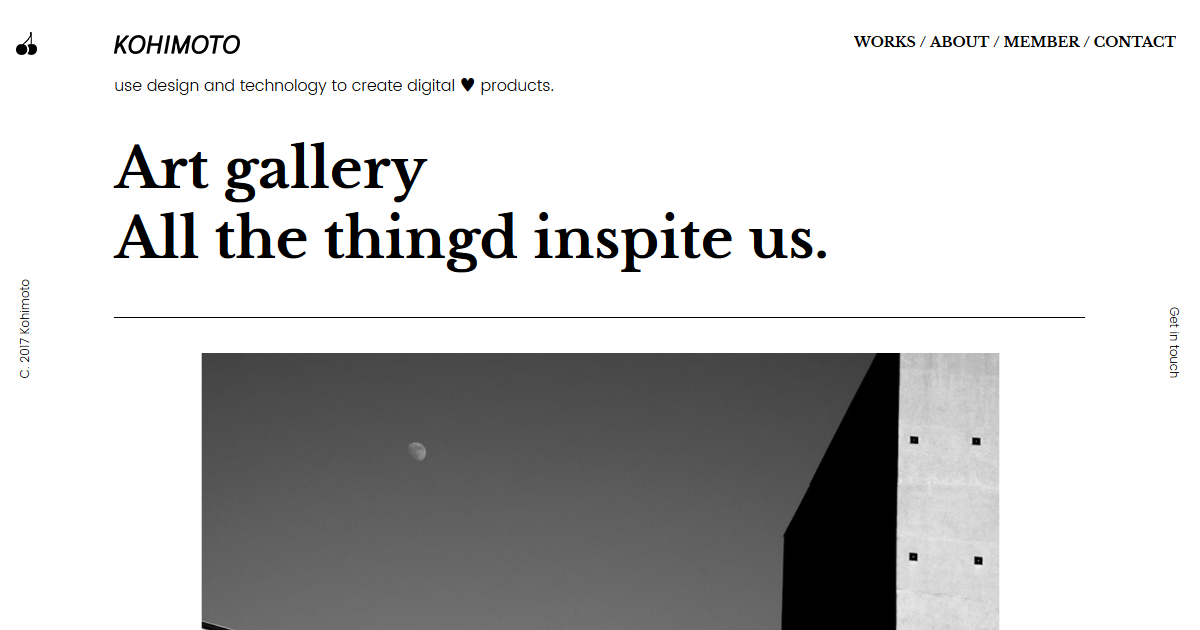 KOHIMOTO
WORKS / ABOUT / MEMBER / CONTACT
use design and technology to create digital ♥ products.
Art gallery
All the thingd inspite us.
C. 2017 Kohimoto
Get in touch